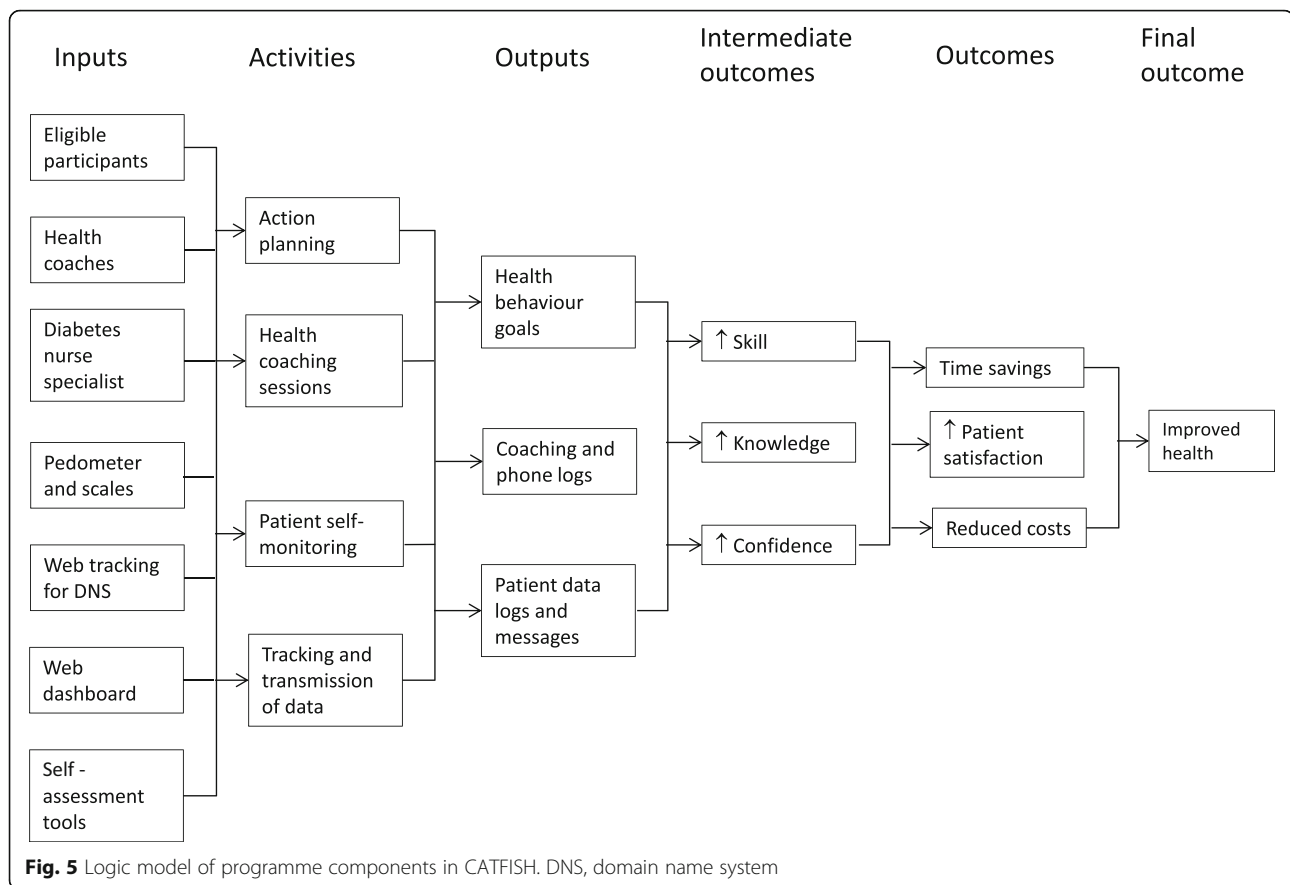 Inputs
Activities
Outputs
Intermediate
outcomes
Outcomes
Final
outcome
Eligible
participants
Health
coaches
Diabetes
nurse
specialist
Pedometer
and scales
Web tracking
for DNS
Web
dashboard
Self -
assessment
tools
Action
planning
Health
coaching
sessions
Patient self-
monitoring
Tracking and
transmission
of data
Health
behaviour
goals
Coaching and
phone logs
Patient data
logs and
messages
↑ Skill
↑ Knowledge
↑ Confidence
Time savings
↑ Patient
satisfaction
Reduced costs
Improved
health
Fig. 5 Logic model of programme components in CATFISH. DNS, domain name system